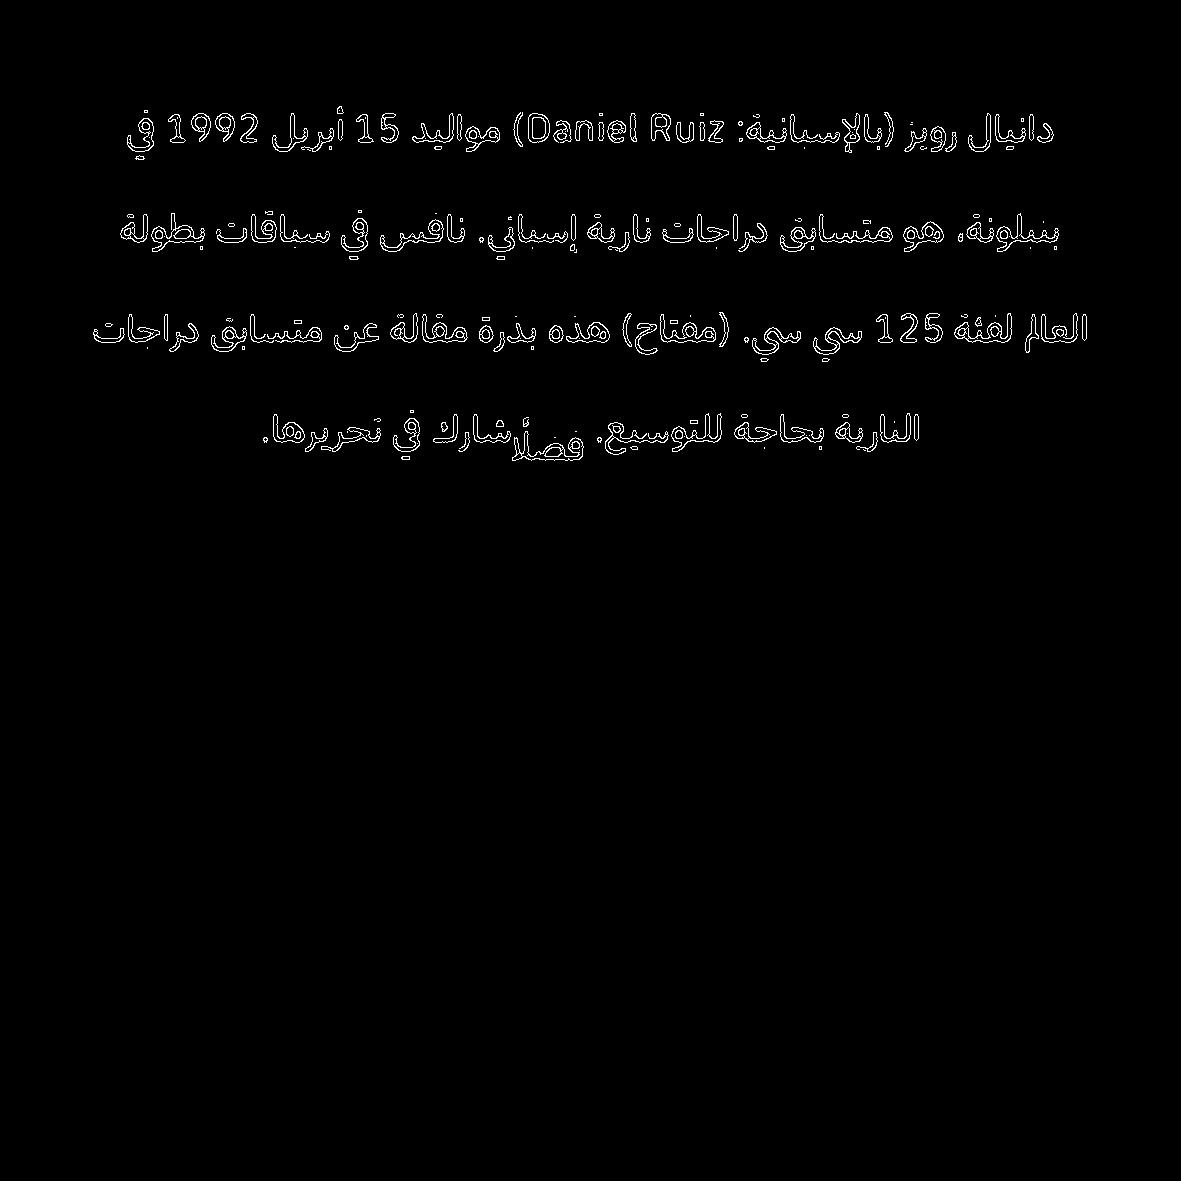 دانيال رويز (بالإسبانية: Daniel Ruiz) مواليد 15 أبريل 1992 في
بنبلونة، هو متسابق دراجات نارية إسباني. نافس في سباقات بطولة
العالم لفئة 125 سي سي. (مفتاح) هذه بذرة مقالة عن متسابق دراجات
النارية بحاجة للتوسيع. فضلًا شارك في تحريرها.